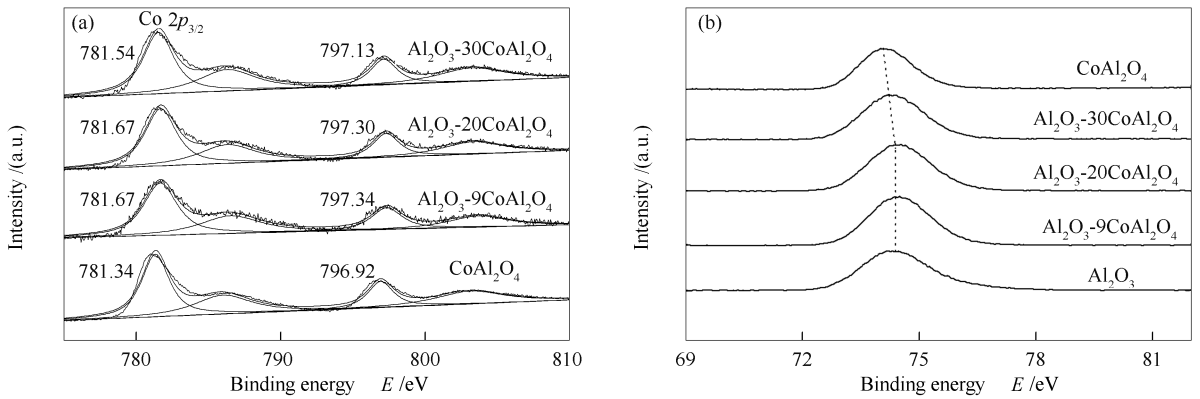 (a)
Co 2p3/2
781.54
797.13
Al2O3-30CoAl2O4
781.67
797.30
Al2O3-20CoAl2O4
781.67
797.34
Al2O3-9CoAl2O4
781.34
796.92
CoAl2O4
Intensity /(a.u.)
780 790 800 810
Binding energy E /eV
(b)
CoAl2O4
Al2O3-30CoAl2O4
Al2O3-20CoAl2O4
Al2O3-9CoAl2O4
Al2O3
Intensity /(a.u.)
69 72 75 78 81
Binding energy E /eV